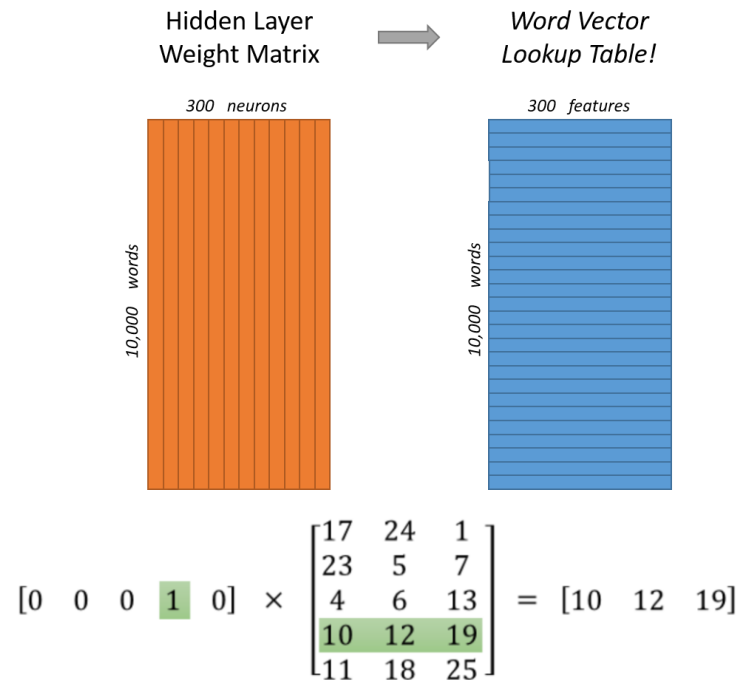 Hidden Layer
Weight Matrix
Word Vector
Lookup Table!
300 neurons
10,000 words
300 features
10,000 words
[0 0 0 1 0] × [17 24 1
23 5 7
4 6 13
10 12 19
11 18 25] = [10 12 19]